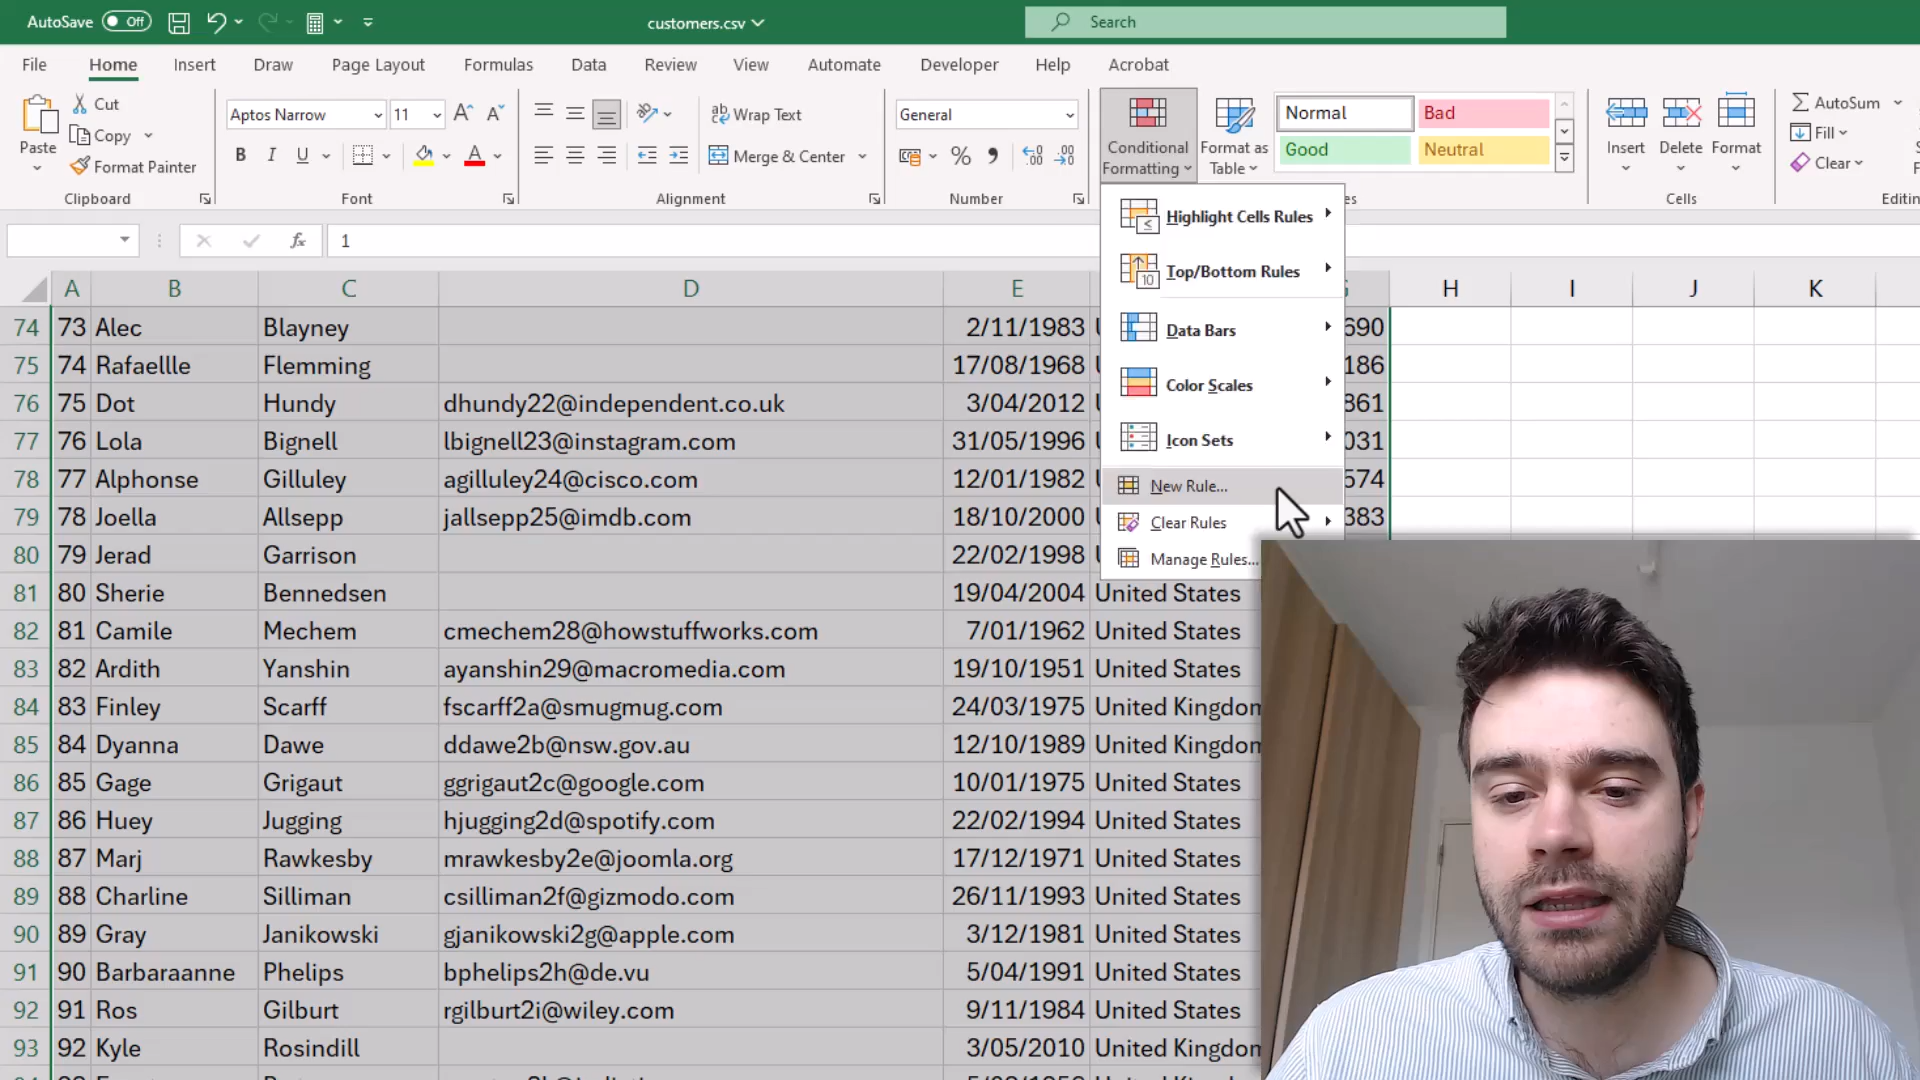 AutoSave Off customers.csv Search
File Home Insert Draw Page Layout Formulas Data Review View Automate Developer Help Acrobat
Paste Cut Copy Format Painter Clipboard
Aptos Narrow 11 B I U A Font
ab Wrap Text Merge & Center Alignment
General % Number
Conditional Formatting Format as Table
Normal Bad
Good Neutral
Insert Delete Format Cells
AutoSum Fill Clear
fx 1
Highlight Cells Rules
Top/Bottom Rules
Data Bars
Color Scales
Icon Sets
New Rule...
Clear Rules
Manage Rules...
A B C D E H I J K
74 73 Alec Blayney 2/11/1983 690
75 74 Rafaellle Flemming 17/08/1968 186
76 75 Dot Hundy dhundy22@independent.co.uk 3/04/2012 861
77 76 Lola Bignell lbignell23@instagram.com 31/05/1996 031
78 77 Alphonse Gilluley agilluley24@cisco.com 12/01/1982 574
79 78 Joella Allsepp jallsepp25@imdb.com 18/10/2000 383
80 79 Jerad Garrison 22/02/1998
81 80 Sherie Bennedsen 19/04/2004 United States
82 81 Camile Mechem cmechem28@howstuffworks.com 7/01/1962 United States
83 82 Ardith Yanshin ayanshin29@macromedia.com 19/10/1951 United States
84 83 Finley Scarff fscarff2a@smugmug.com 24/03/1975 United Kingdom
85 84 Dyanna Dawe ddawe2b@nsw.gov.au 12/10/1989 United Kingdom
86 85 Gage Grigaut ggrigaut2c@google.com 10/01/1975 United States
87 86 Huey Jugging hjugging2d@spotify.com 22/02/1994 United States
88 87 Marj Rawkesby mrawkesby2e@joomla.org 17/12/1971 United States
89 88 Charline Silliman csilliman2f@gizmodo.com 26/11/1993 United States
90 89 Gray Janikowski gjanikowski2g@apple.com 3/12/1981 United States
91 90 Barbaraanne Phelips bphelips2h@de.vu 5/04/1991 United States
92 91 Ros Gilburt rgilburt2i@wiley.com 9/11/1984 United States
93 92 Kyle Rosindill 3/05/2010 United Kingdom